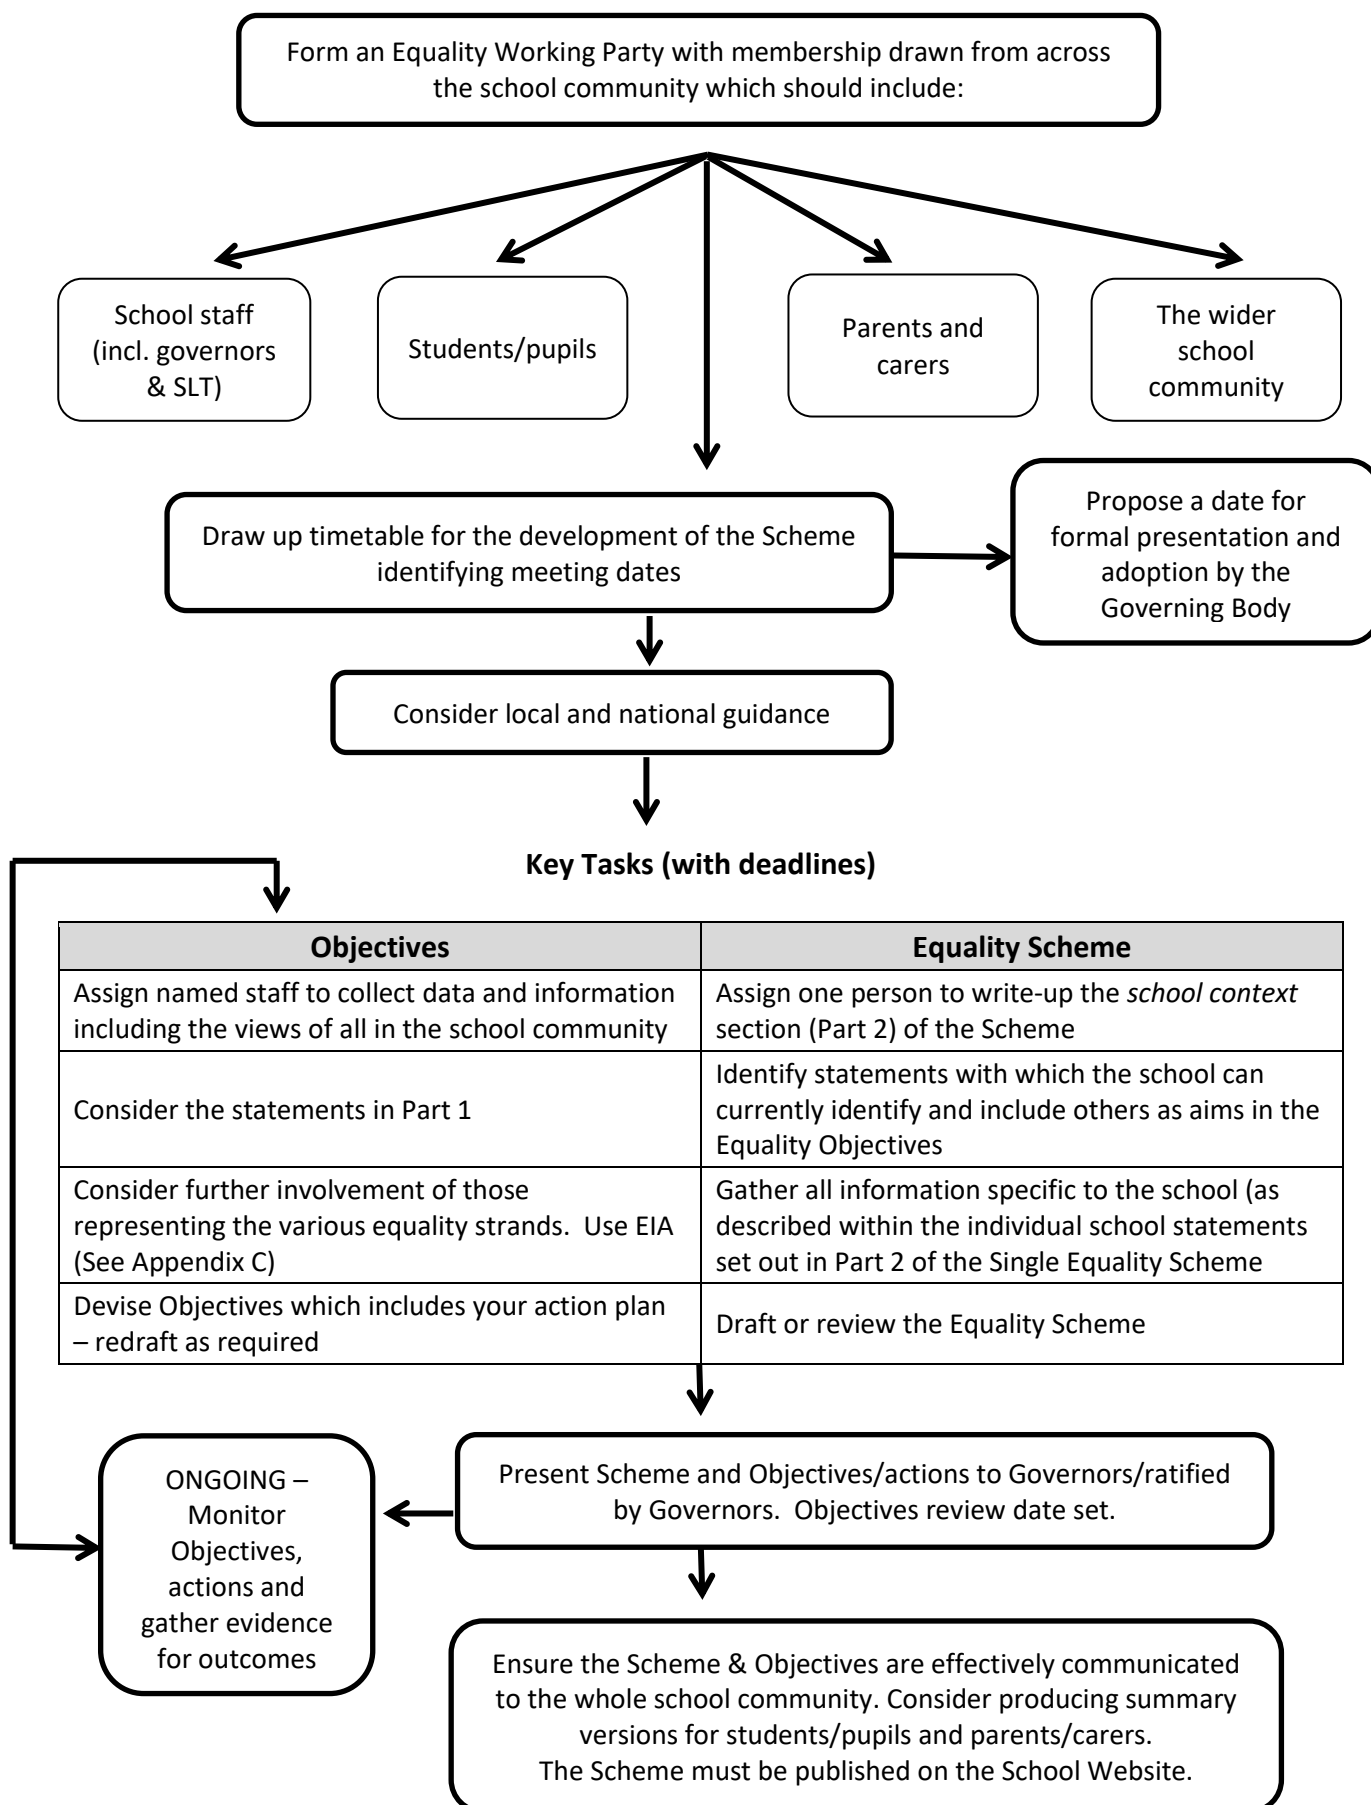 Form an Equality Working Party with membership drawn from across
the school community which should include:
School staff
(incl. governors
& SLT)
Students/pupils
Parents and
carers
The wider
school
community
Draw up timetable for the development of the Scheme
identifying meeting dates
Propose a date for
formal presentation and
adoption by the
Governing Body
Consider local and national guidance
Key Tasks (with deadlines)
Objectives
Equality Scheme
Assign named staff to collect data and information
including the views of all in the school community
Assign one person to write-up the school context
section (Part 2) of the Scheme
Consider the statements in Part 1
Identify statements with which the school can
currently identify and include others as aims in the
Equality Objectives
Consider further involvement of those
representing the various equality strands.  Use EIA
(See Appendix C)
Gather all information specific to the school (as
described within the individual school statements
set out in Part 2 of the Single Equality Scheme
Devise Objectives which includes your action plan
– redraft as required
Draft or review the Equality Scheme
Present Scheme and Objectives/actions to Governors/ratified
by Governors.  Objectives review date set.
ONGOING –
Monitor
Objectives,
actions and
gather evidence
for outcomes
Ensure the Scheme & Objectives are effectively communicated
to the whole school community. Consider producing summary
versions for students/pupils and parents/carers.
The Scheme must be published on the School Website.